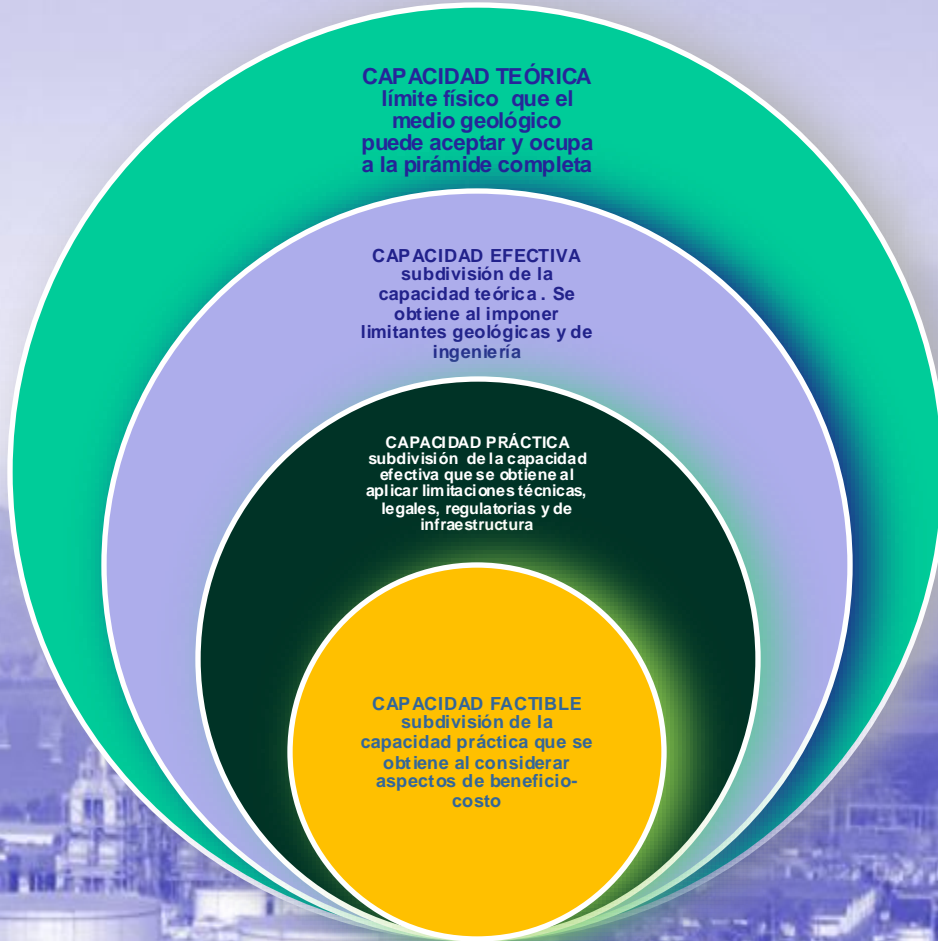 CAPACIDAD TEÓRICA
límite físico que el
medio geológico
puede aceptar y ocupa
a la pirámide completa
CAPACIDAD EFECTIVA
subdivisión de la
capacidad teórica . Se
obtiene al imponer
limitantes geológicas y de
ingeniería
CAPACIDAD PRÁCTICA
subdivisión de la capacidad
efectiva que se obtiene al
aplicar limitaciones técnicas,
legales, regulatorias y de
infraestructura
CAPACIDAD FACTIBLE
subdivisión de la
capacidad práctica que se
obtiene al considerar
aspectos de beneficio-
costo